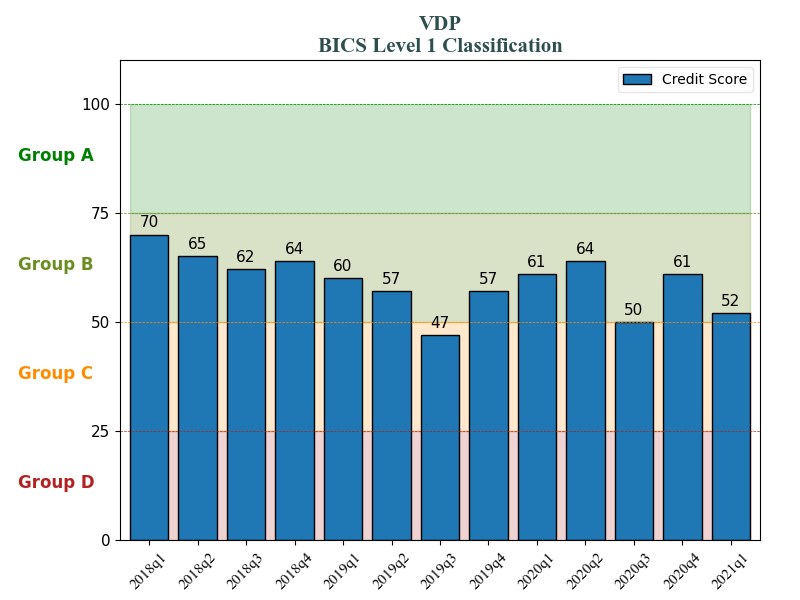 VDP
BICS Level 1 Classification
Credit Score
100
Group A
75
70
65
62
64
60
57
47
57
61
64
50
61
52
Group B
50
Group C
25
Group D
0
2018q1
2018q2
2018q3
2018q4
2019q1
2019q2
2019q3
2019q4
2020q1
2020q2
2020q3
2020q4
2021q1